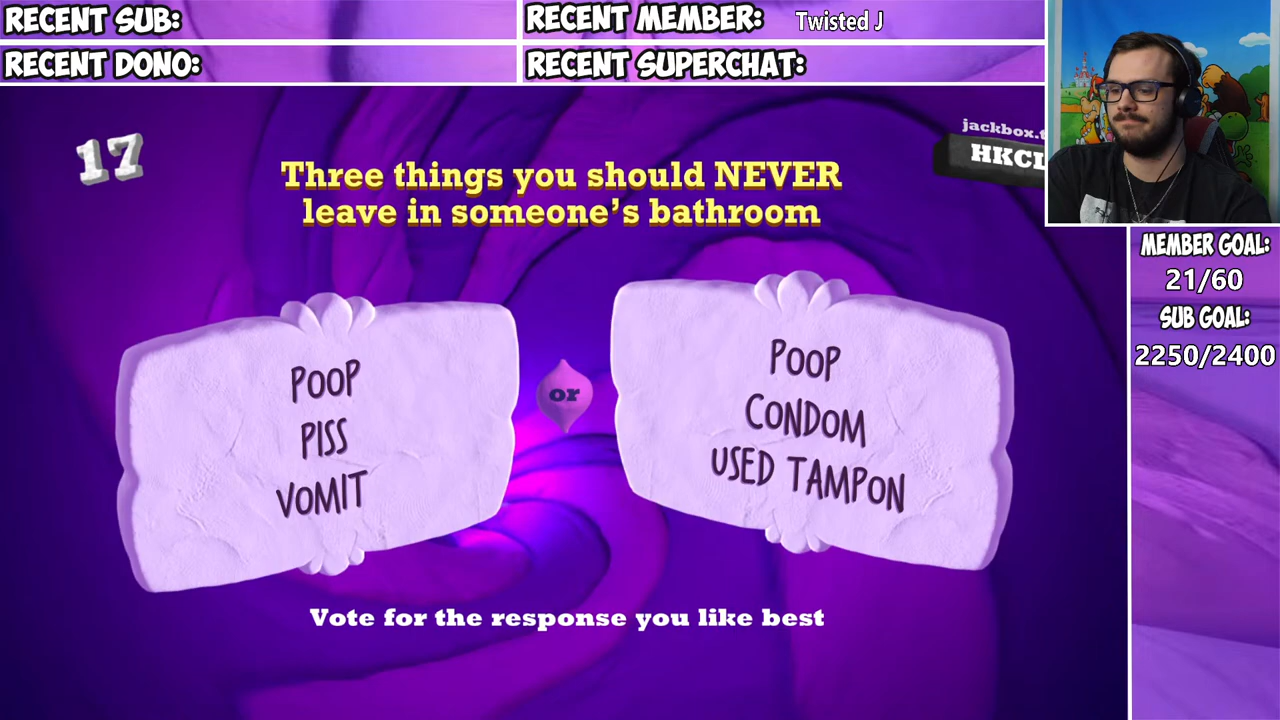 RECENT SUB:
RECENT MEMBER: Twisted J
RECENT DONO:
RECENT SUPERCHAT:
17
jackbox.t
HKCL
Three things you should NEVER
leave in someone's bathroom
POOP
PISS
VOMIT
or
POOP
CONDOM
USED TAMPON
Vote for the response you like best
MEMBER GOAL:
21/60
SUB GOAL:
2250/2400